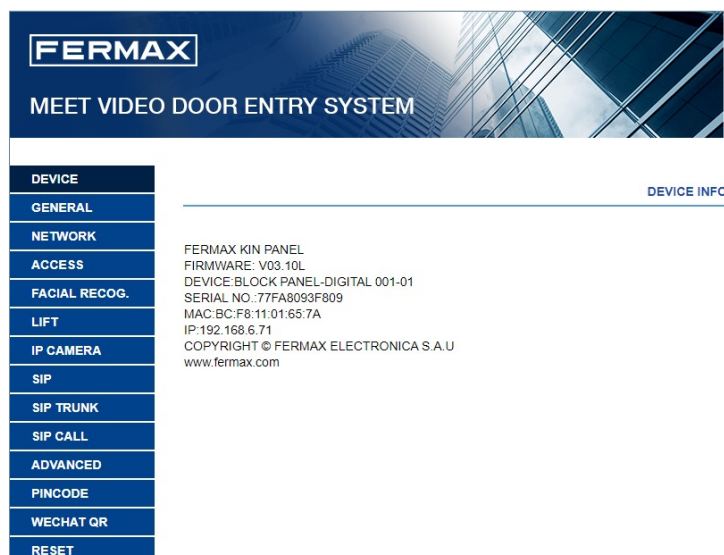 FERMAX
MEET VIDEO DOOR ENTRY SYSTEM
DEVICE
GENERAL
NETWORK
ACCESS
FACIAL RECOG.
LIFT
IP CAMERA
SIP
SIP TRUNK
SIP CALL
ADVANCED
PINCODE
WECHAT QR
RESET
DEVICE INFO
FERMAX KIN PANEL
FIRMWARE: V03.10L
DEVICE:BLOCK PANEL-DIGITAL 001-01
SERIAL NO.:77FA8093F809
MAC:BC:F8:11:01:65:7A
IP:192.168.6.71
COPYRIGHT © FERMAX ELECTRONICA S.A.U
www.fermax.com